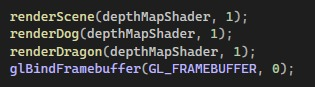 renderScene(depthMapShader, 1);
renderDog(depthMapShader, 1);
renderDragon(depthMapShader, 1);
glBindFramebuffer(GL_FRAMEBUFFER, 0);